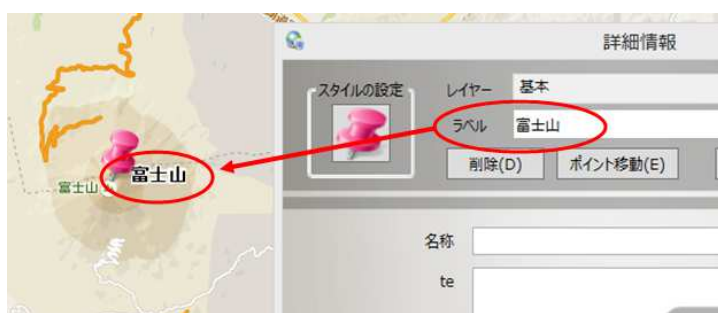 詳細情報
スタイルの設定
レイヤー 基本
ラベル 富士山
削除(D) ポイント移動(E)
富士山
富士山
名称
te